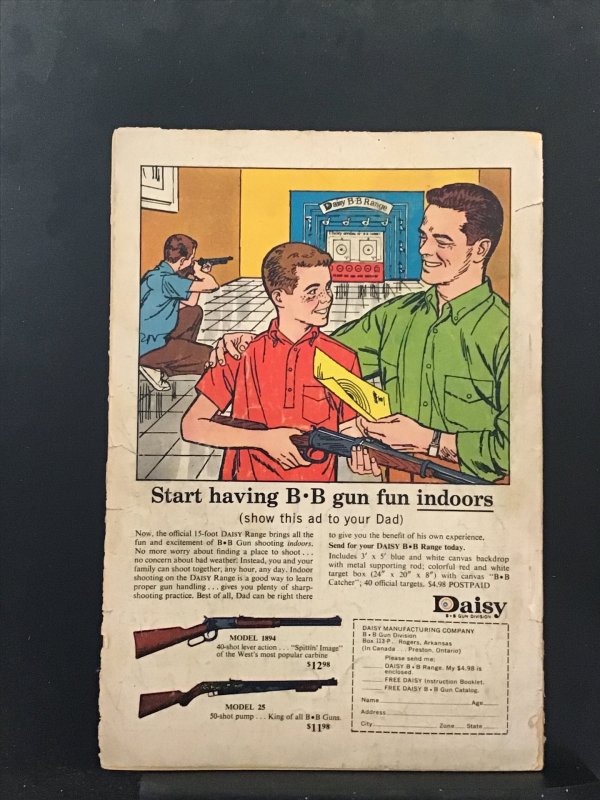 Daisy B·B Range
Start having B·B gun fun indoors
(show this ad to your Dad)
Now, the official 15-foot DAISY Range brings all the
fun and excitement of B•B Gun shooting indoors.
No more worry about finding a place to shoot . . .
no concern about bad weather! Instead, you and your
family can shoot together, any hour, any day. Indoor
shooting on the DAISY Range is a good way to learn
proper gun handling . . . gives you plenty of sharp-
shooting practice. Best of all, Dad can be right there
to give you the benefit of his own experience.
Send for your DAISY B•B Range today.
Includes 3' x 5' blue and white canvas backdrop
with metal supporting rod; colorful red and white
target box (24" x 20" x 8") with canvas "B•B
Catcher"; 40 official targets. $4.98 POSTPAID
Daisy
B•B GUN DIVISION
MODEL 1894
40-shot lever action . . . "Spittin' Image"
of the West's most popular carbine
$12.98
MODEL 25
50-shot pump . . . King of all B•B Guns.
$11.98
DAISY MANUFACTURING COMPANY
B•B Gun Division
Box 113-P, Rogers, Arkansas
(In Canada . . . Preston, Ontario)
Please send me:
DAISY B•B Range. My $4.98 is
enclosed.
FREE DAISY Instruction Booklet.
FREE DAISY B•B Gun Catalog.
Name Age
Address
City Zone State